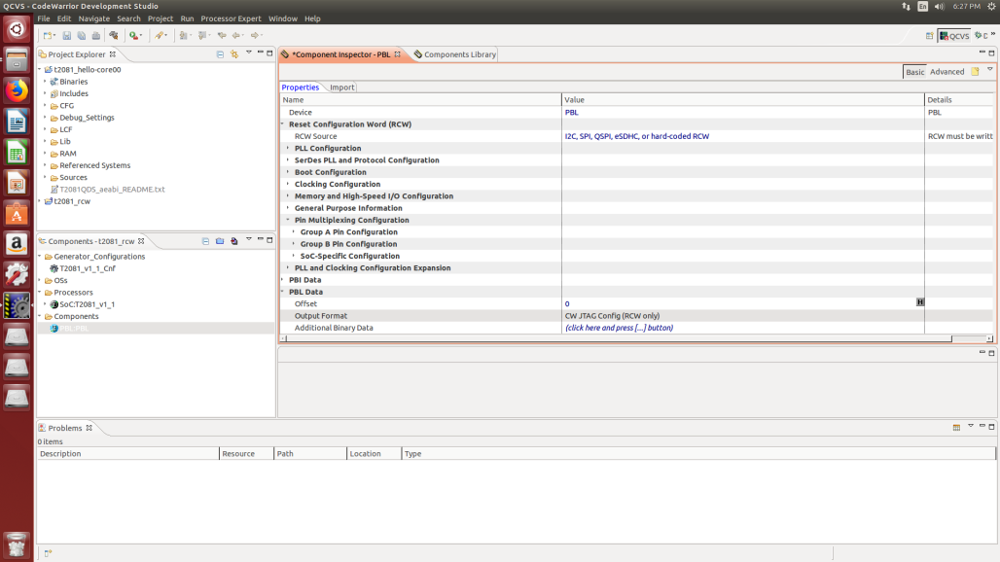 QCVS - CodeWarrior Development Studio
En
6:27 PM
File Edit Navigate Search Project Run Processor Expert Window Help
QCVS
Project Explorer
t2081_hello-core00
Binaries
Includes
CFG
Debug_Settings
LCF
Lib
RAM
Referenced Systems
Sources
T2081QDS_aeabi_README.txt
t2081_rcw
Components - t2081_rcw
Generator_Configurations
T2081_v1_1_Cnf
OSs
Processors
SoC:T2081_v1_1
Components
PBL:PBL
*Component Inspector - PBL
Components Library
Basic Advanced
Properties Import
Name Value Details
Device PBL PBL
Reset Configuration Word (RCW)
RCW Source I2C, SPI, QSPI, eSDHC, or hard-coded RCW RCW must be writt
PLL Configuration
SerDes PLL and Protocol Configuration
Boot Configuration
Clocking Configuration
Memory and High-Speed I/O Configuration
General Purpose Information
Pin Multiplexing Configuration
Group A Pin Configuration
Group B Pin Configuration
SoC-Specific Configuration
PLL and Clocking Configuration Expansion
PBI Data
PBL Data
Offset 0 H
Output Format CW JTAG Config (RCW only)
Additional Binary Data (click here and press [...] button)
Problems
0 items
Description Resource Path Location Type